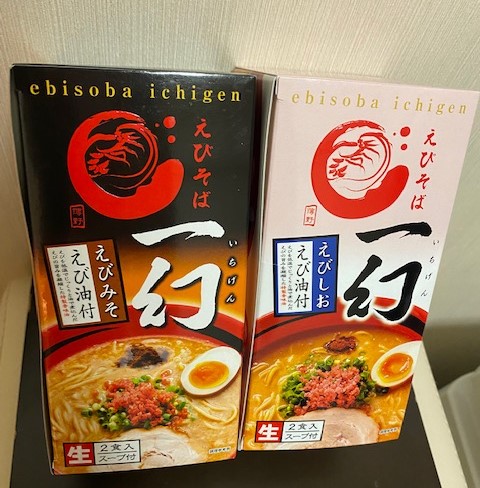 ebisoba ichigen
えびそば
一幻
いちげん
えびみそ
えび油付
生
2食入
スープ付
ebisoba ichigen
えびそば
一幻
いちげん
えびしお
えび油付
生
2食入
スープ付